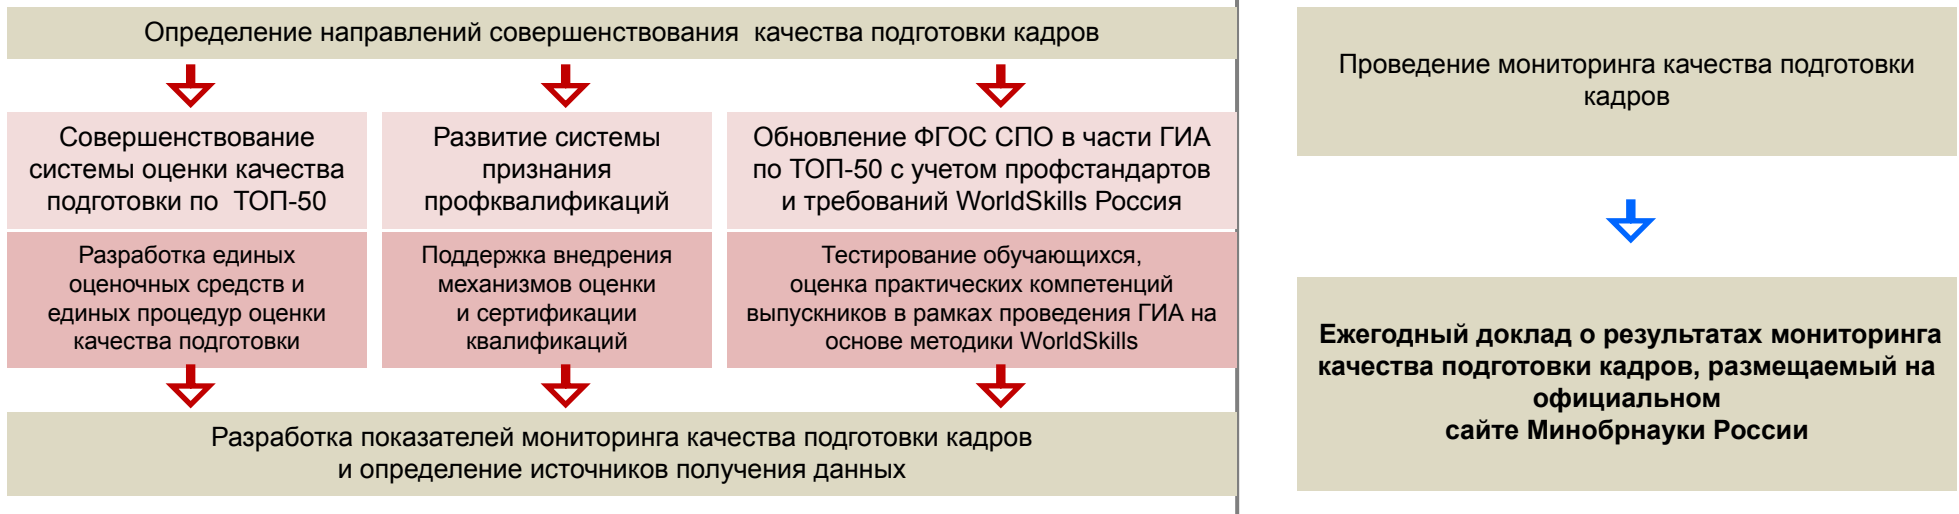 Определение направлений совершенствования качества подготовки кадров
Совершенствование
системы оценки качества
подготовки по ТОП-50
Развитие системы
признания
профквалификаций
Обновление ФГОС СПО в части ГИА
по ТОП-50 с учетом профстандартов
и требований WorldSkills Россия
Разработка единых
оценочных средств и
единых процедур оценки
качества подготовки
Поддержка внедрения
механизмов оценки
и сертификации
квалификаций
Тестирование обучающихся,
оценка практических компетенций
выпускников в рамках проведения ГИА на
основе методики WorldSkills
Разработка показателей мониторинга качества подготовки кадров
и определение источников получения данных
Проведение мониторинга качества подготовки
кадров
Ежегодный доклад о результатах мониторинга
качества подготовки кадров, размещаемый на
официальном
сайте Минобрнауки России